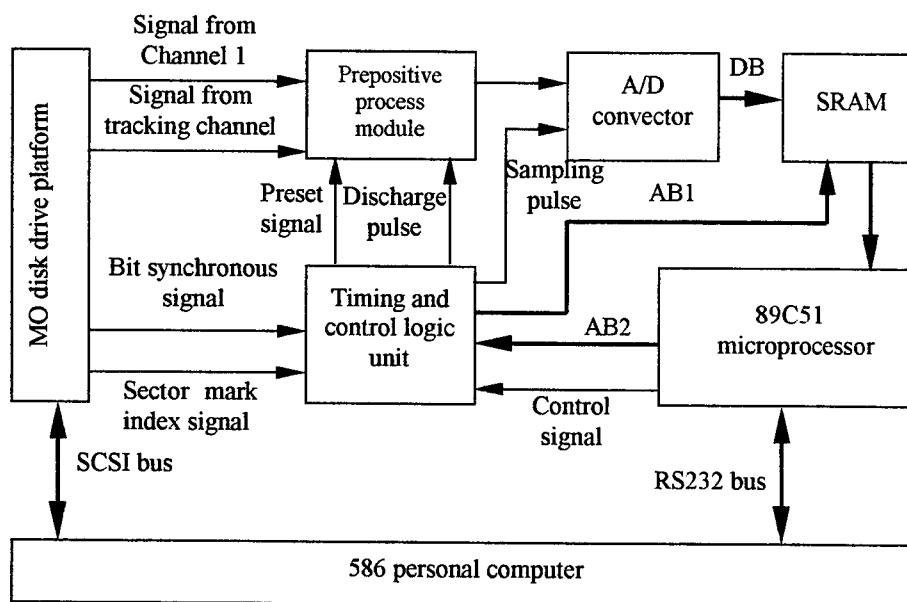 Signal from
Channel 1
Signal from
tracking channel
Prepositive
process
module
A/D
convector
DB
SRAM
MO disk drive platform
Preset
signal
Discharge
pulse
Sampling
pulse
AB1
Bit synchronous
signal
Timing and
control logic
unit
AB2
89C51
microprocessor
Sector mark
index signal
Control
signal
SCSI bus
RS232 bus
586 personal computer